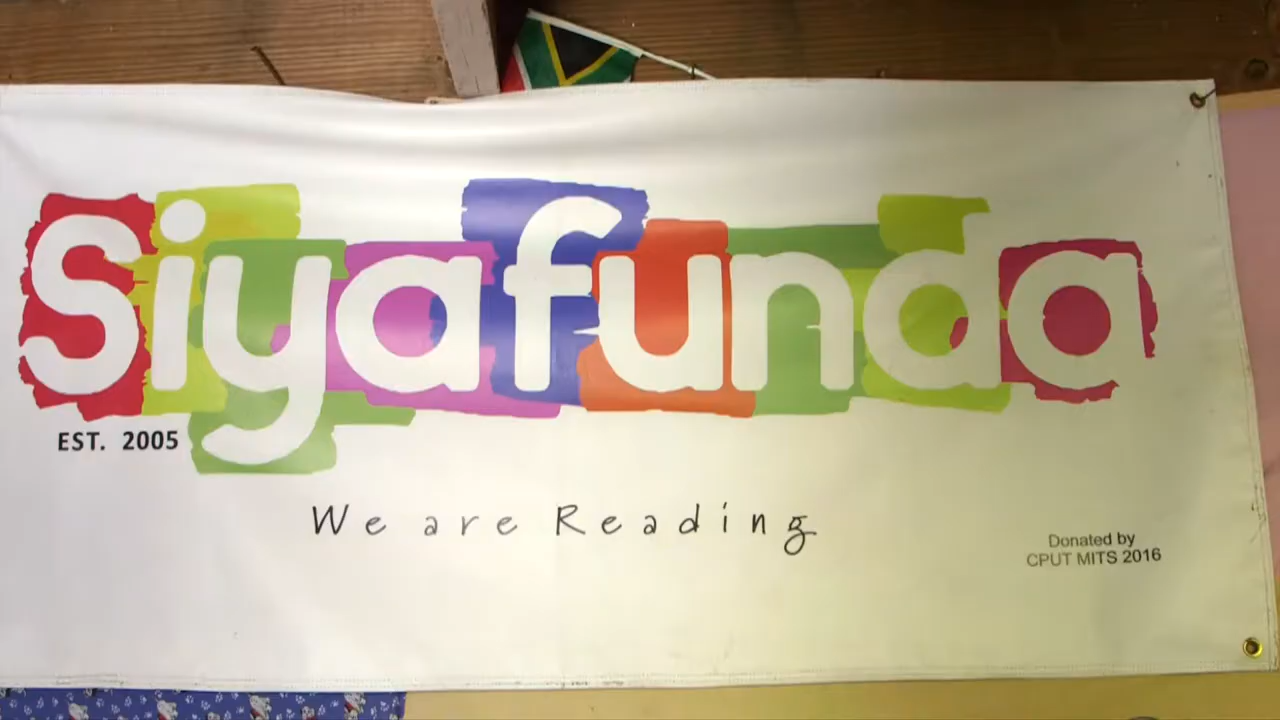 Siyafunda
EST. 2005
We are Reading
Donated by
CPUT MITS 2016